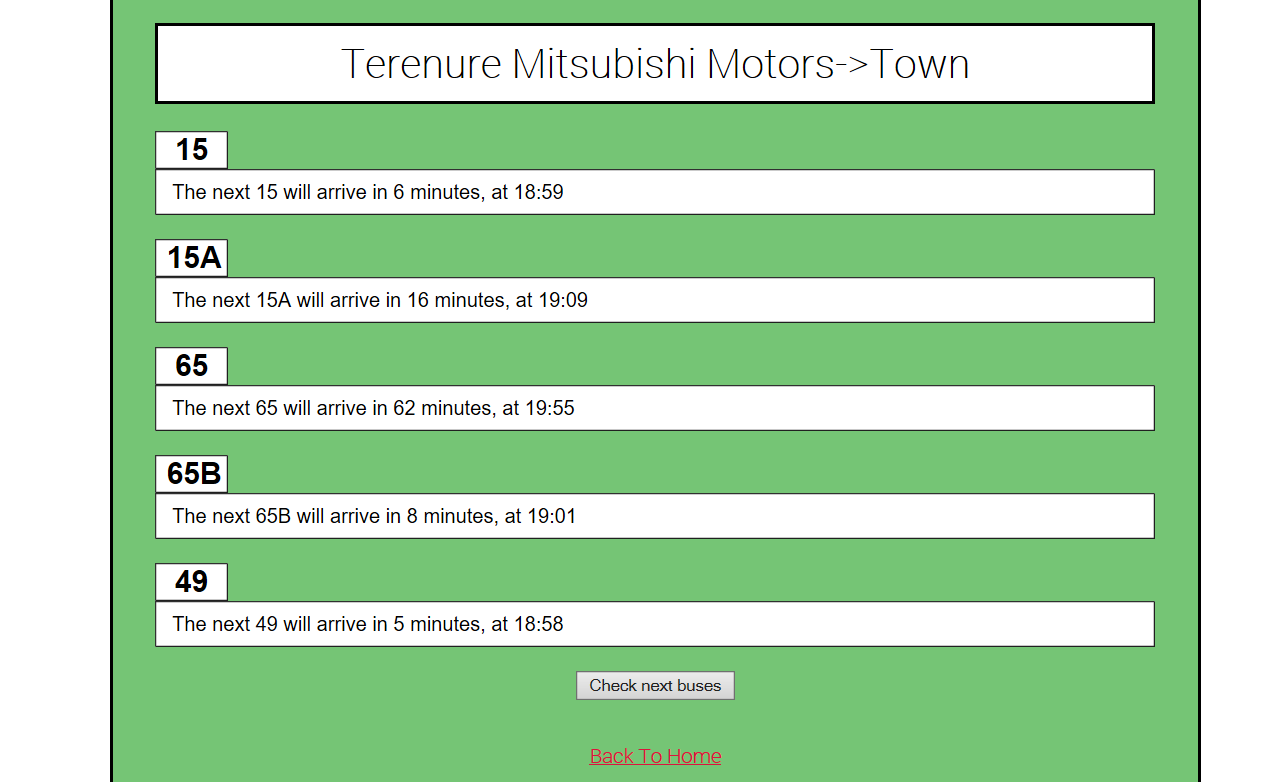 Terenure Mitsubishi Motors->Town
15
The next 15 will arrive in 6 minutes, at 18:59
15A
The next 15A will arrive in 16 minutes, at 19:09
65
The next 65 will arrive in 62 minutes, at 19:55
65B
The next 65B will arrive in 8 minutes, at 19:01
49
The next 49 will arrive in 5 minutes, at 18:58
Check next buses
Back To Home